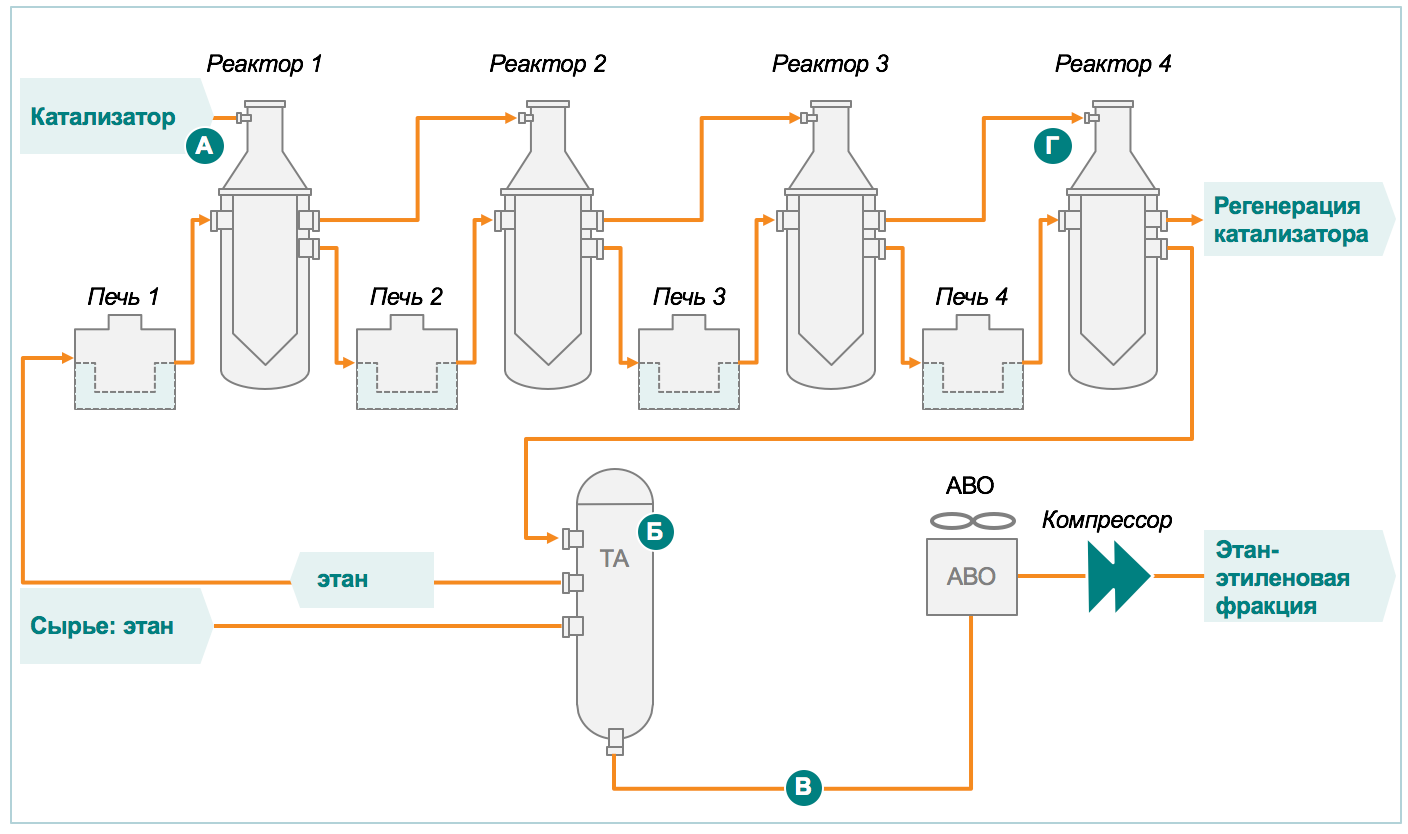 Реактор 1
Реактор 2
Реактор 3
Реактор 4
Катализатор
А
Г
Регенерация
катализатора
Печь 1
Печь 2
Печь 3
Печь 4
АВО
Компрессор
Б
ТА
этан
АВО
Этан-
этиленовая
фракция
Сырье: этан
В